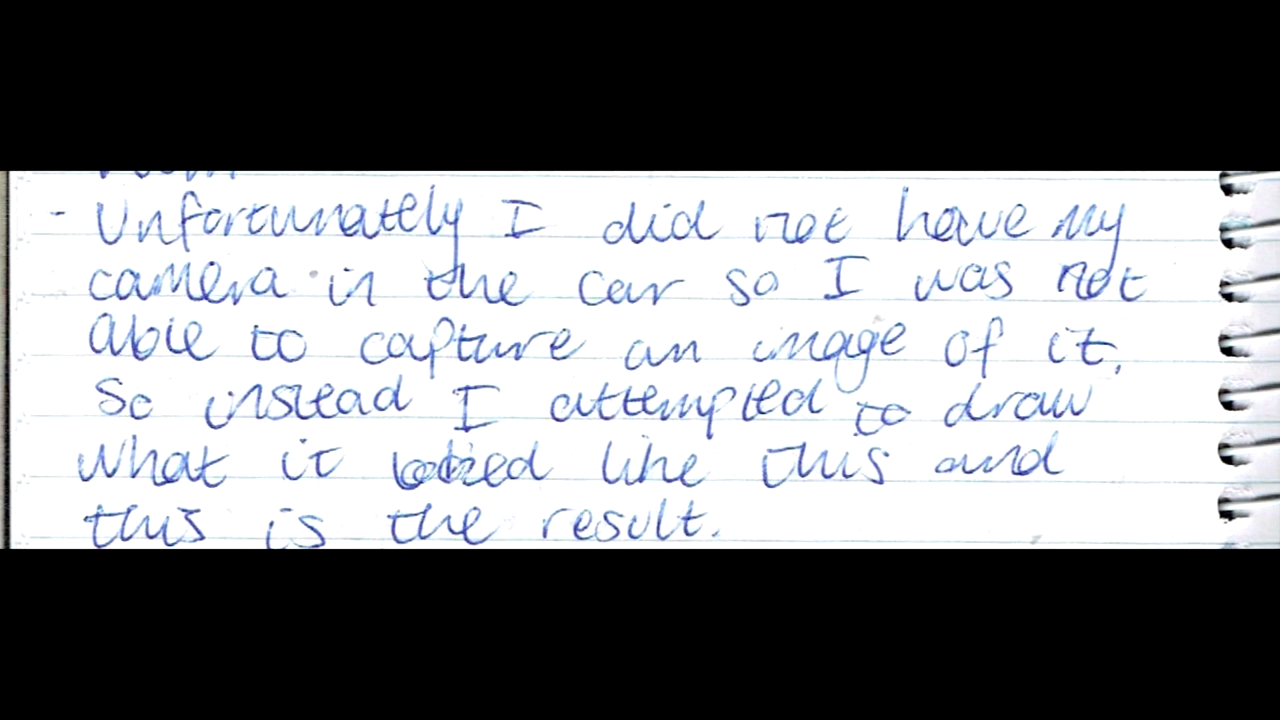 - Unfortunately I did not have my
camera in the car so I was not
able to capture an image of it.
So instead I attempted to draw
what it looked like this and
this is the result.